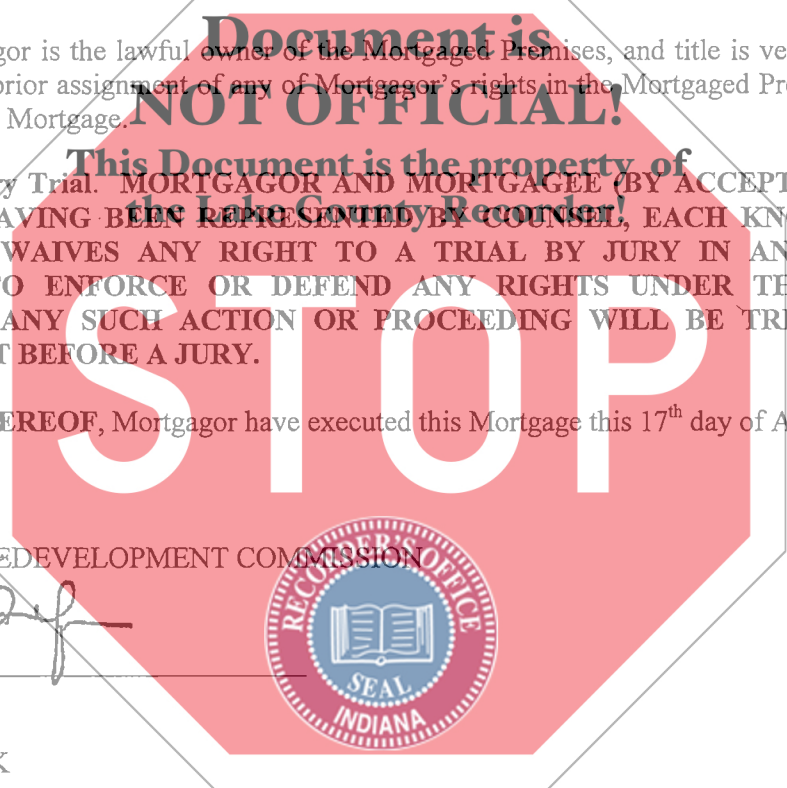 Document is
gor is the lawful owner of the Mortgaged Premises, and title is ve
prior assignment of any of Mortgagor's rights in the Mortgaged Pr
NOT OFFICIAL!
Mortgage.
This Document is the property of
y Trial. MORTGAGOR AND MORTGAGEE (BY ACCEPT
the Lake County Recorder!
AVING BEEN REPRESENTED BY COUNSEL, EACH KN
WAIVES ANY RIGHT TO A TRIAL BY JURY IN AN
O ENFORCE OR DEFEND ANY RIGHTS UNDER TH
ANY SUCH ACTION OR PROCEEDING WILL BE TRI
T BEFORE A JURY.
STOP
EREOF, Mortgagor have executed this Mortgage this 17th day of A
EDEVELOPMENT COMMISSION
RECORDER'S OFFICE
SEAL
INDIANA
K